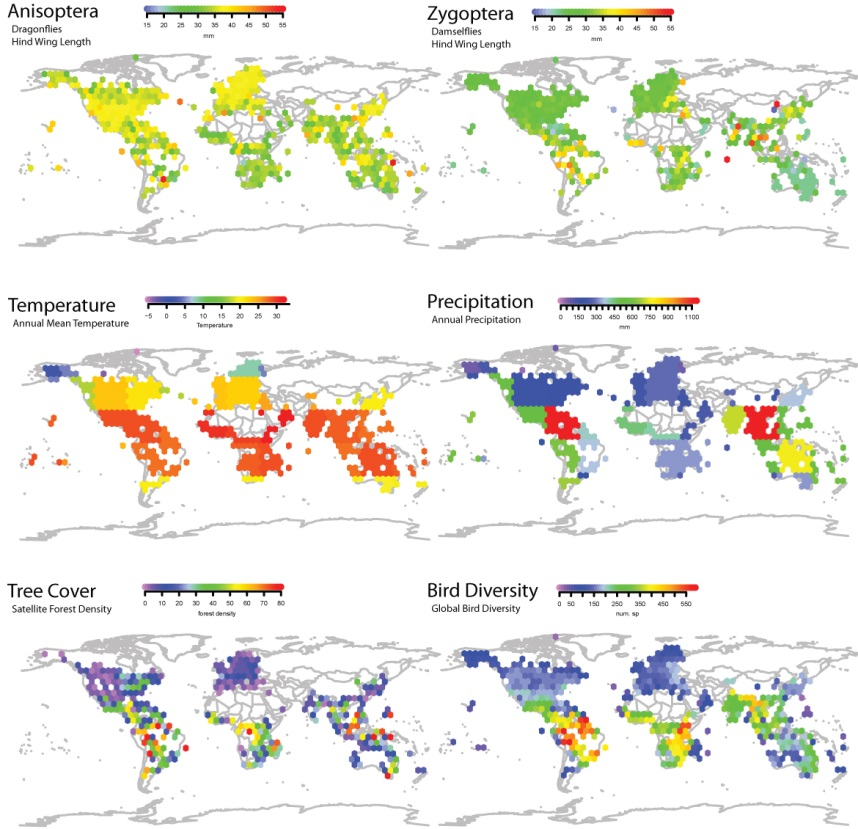 Anisoptera
Dragonflies
Hind Wing Length
15 20 25 30 35 40 45 50 55
mm
Zygoptera
Damselflies
Hind Wing Length
15 20 25 30 35 40 45 50 55
mm
Temperature
Annual Mean Temperature
−5 0 5 10 15 20 25 30
Temperature
Precipitation
Annual Precipitation
0 150 300 450 600 750 900 1100
mm
Tree Cover
Satellite Forest Density
0 10 20 30 40 50 60 70 80
forest density
Bird Diversity
Global Bird Diversity
0 50 150 250 350 450 550
num. sp